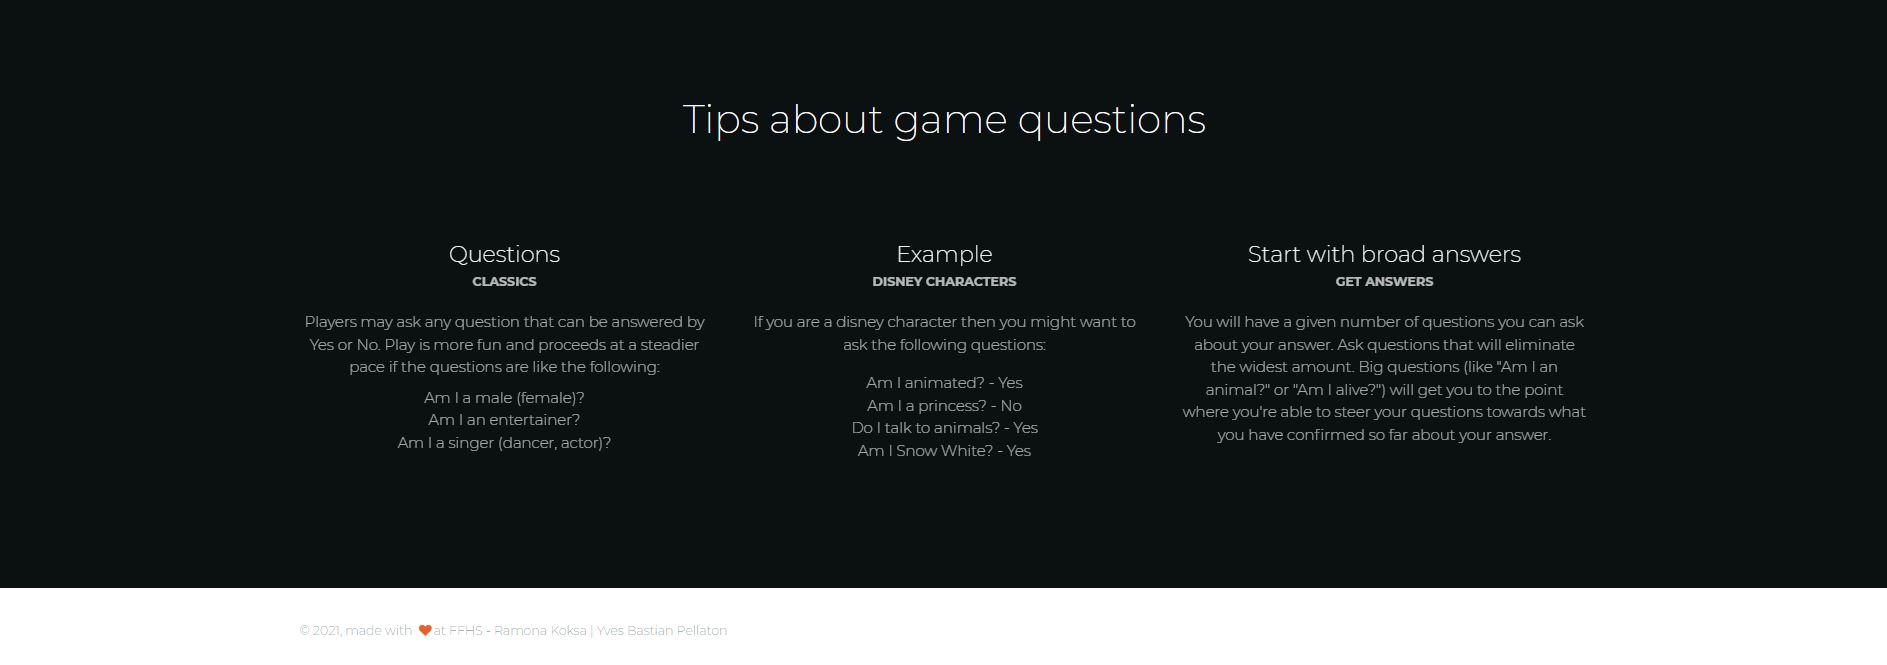 Tips about game questions
Questions
CLASSICS
Players may ask any question that can be answered by
Yes or No. Play is more fun and proceeds at a steadier
pace if the questions are like the following:
Am I a male (female)?
Am I an entertainer?
Am I a singer (dancer, actor)?
Example
DISNEY CHARACTERS
If you are a disney character then you might want to
ask the following questions:
Am I animated? - Yes
Am I a princess? - No
Do I talk to animals? - Yes
Am I Snow White? - Yes
Start with broad answers
GET ANSWERS
You will have a given number of questions you can ask
about your answer. Ask questions that will eliminate
the widest amount. Big questions (like "Am I an
animal?" or "Am I alive?") will get you to the point
where you're able to steer your questions towards what
you have confirmed so far about your answer.
© 2021, made with ❤ at FFHS - Ramona Koksa | Yves Bastian Pellaton